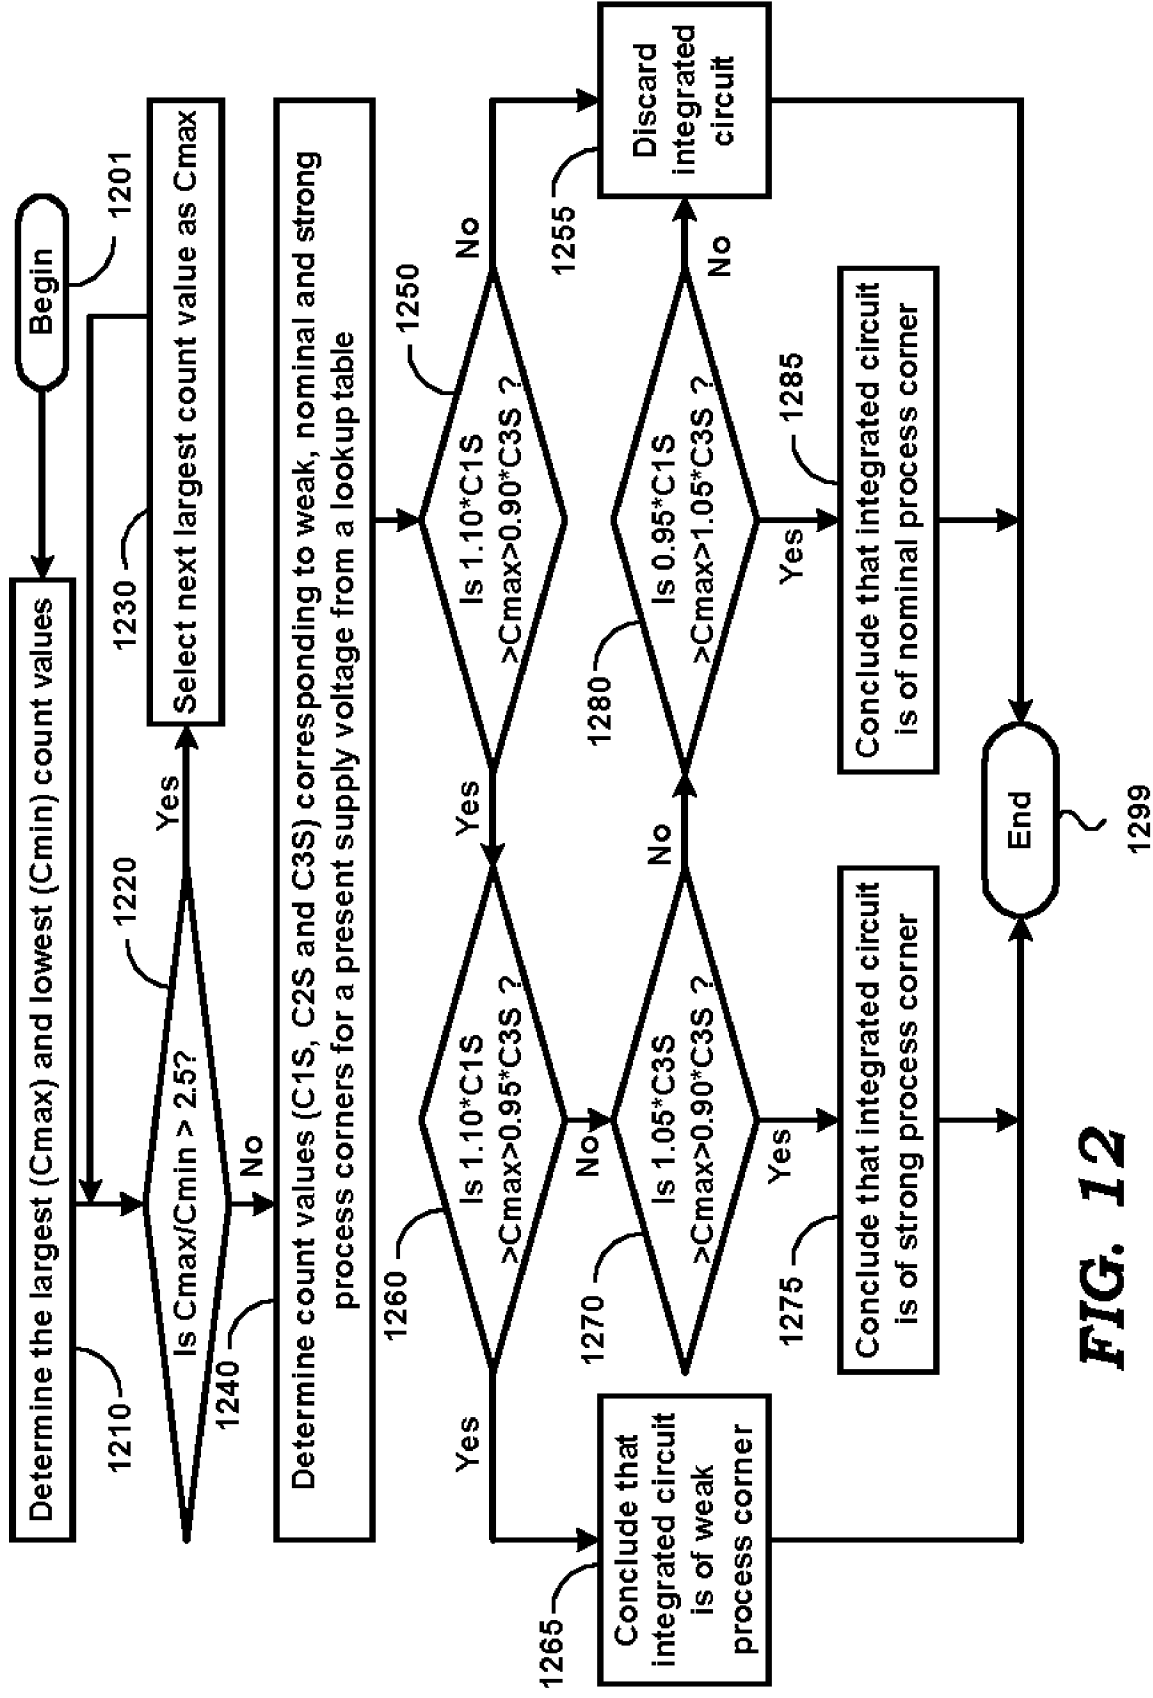 Begin
1201
Determine the largest (Cmax) and lowest (Cmin) count values
1210
Is Cmax/Cmin > 2.5?
1220
Yes
Select next largest count value as Cmax
1230
No
1240
Determine count values (C1S, C2S and C3S) corresponding to weak, nominal and strong
process corners for a present supply voltage from a lookup table
Is 1.10*C1S
>Cmax>0.90*C3S ?
1250
No
Yes
Discard
integrated
circuit
1255
Is 1.10*C1S
>Cmax>0.95*C3S ?
1260
Yes
No
Conclude that
integrated circuit
is of weak
process corner
1265
Is 1.05*C3S
>Cmax>0.90*C3S ?
1270
No
Yes
Is 0.95*C1S
>Cmax>1.05*C3S ?
1280
No
Yes
Conclude that integrated circuit
is of strong process corner
1275
Conclude that integrated circuit
is of nominal process corner
1285
End
1299
FIG. 12